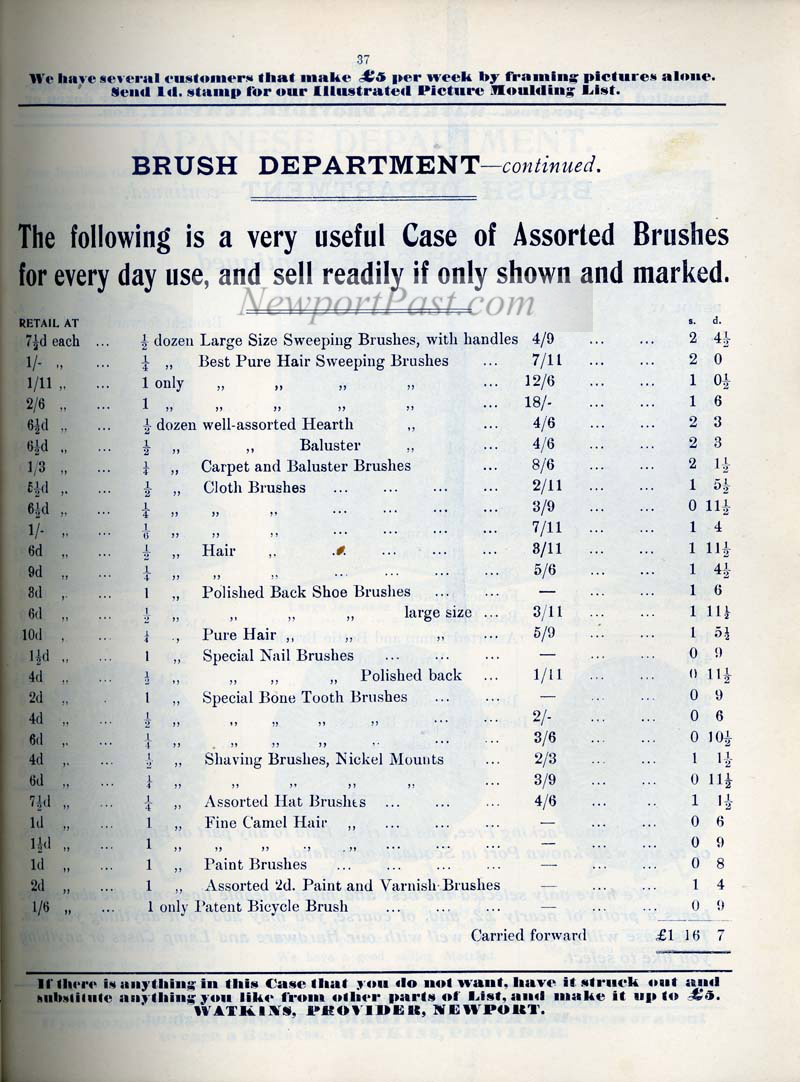 37
We have several customers that make £5 per week by framing pictures alone.
Send 1d. stamp for our Illustrated Picture Moulding List.
BRUSH DEPARTMENT—continued.
The following is a very useful Case of Assorted Brushes
for every day use, and sell readily if only shown and marked.
NewportPast.com
RETAIL AT s. d.
7½d each ... ½ dozen Large Size Sweeping Brushes, with handles 4/9 ... ... 2 4½
1/- ,, ... ¼ ,, Best Pure Hair Sweeping Brushes ... 7/11 ... ... 2 0
1/11 ,, ... 1 only ,, ,, ,, ,, ... 12/6 ... ... 1 0½
2/6 ,, ... 1 ,, ,, ,, ,, ,, ... 18/- ... ... 1 6
6½d ,, ... ½ dozen well-assorted Hearth ,, ... 4/6 ... ... 2 3
6½d ,, ... ½ ,, ,, Baluster ,, ... 4/6 ... ... 2 3
1/3 ,, ... ¼ ,, Carpet and Baluster Brushes ... 8/6 ... ... 2 1½
5½d ,, ... ½ ,, Cloth Brushes ... ... ... ... 2/11 ... ... 1 5½
6½d ,, ... ¼ ,, ,, ,, ... ... ... ... 3/9 ... ... 0 11½
1/- ,, ... ⅙ ,, ,, ,, ... ... ... ... 7/11 ... ... 1 4
6d ,, ... ½ ,, Hair ,, ... ... ... ... 3/11 ... ... 1 11½
9d ,, ... ¼ ,, ,, ,, ... ... ... ... 5/6 ... ... 1 4½
3d ,, ... 1 ,, Polished Back Shoe Brushes ... ... — ... ... 1 6
6d ,, ... ½ ,, ,, ,, ,, large size ... 3/11 ... ... 1 11½
10d ,, ... ¼ ,, Pure Hair ,, ,, ,, ... 5/9 ... ... 1 5½
1½d ,, ... 1 ,, Special Nail Brushes ... ... ... — ... ... 0 9
4d ,, ... ½ ,, ,, ,, ,, Polished back ... 1/11 ... ... 0 11½
2d ,, ... 1 ,, Special Bone Tooth Brushes ... ... — ... ... 0 9
4d ,, ... ½ ,, ,, ,, ,, ,, ... ... 2/- ... ... 0 6
6d ,, ... ¼ ,, ,, ,, ,, ,, ... ... 3/6 ... ... 0 10½
4d ,, ... ½ ,, Shaving Brushes, Nickel Mounts ... 2/3 ... ... 1 1½
6d ,, ... ¼ ,, ,, ,, ,, ,, ... 3/9 ... ... 0 11½
7½d ,, ... ¼ ,, Assorted Hat Brushes ... ... ... 4/6 ... ... 1 1½
1d ,, ... 1 ,, Fine Camel Hair ,, ... ... ... — ... ... 0 6
1½d ,, ... 1 ,, ,, ,, ,, ,, ... ... ... — ... ... 0 9
1d ,, ... 1 ,, Paint Brushes ... ... ... ... — ... ... 0 8
2d ,, ... 1 ,, Assorted 2d. Paint and Varnish Brushes — ... ... 1 4
1/6 ,, ... 1 only Patent Bicycle Brush ... ... ... — ... ... 0 9
Carried forward £1 16 7
If there is anything in this Case that you do not want, have it struck out and
substitute anything you like from other parts of List, and make it up to £5.
WATKINS, PROVIDER, NEWPORT.